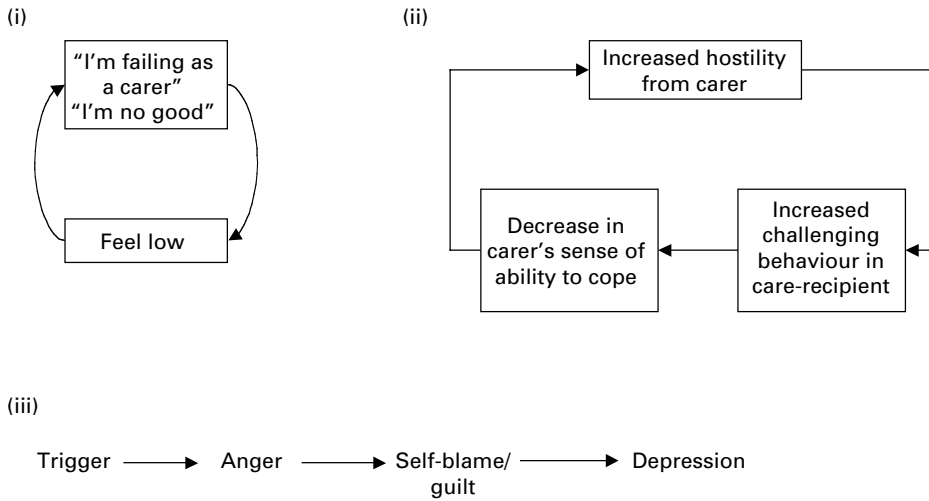 (i)
“I’m failing as
a carer”
“I’m no good”
Feel low
(ii)
Increased hostility
from carer
Decrease in
carer’s sense of
ability to cope
Increased
challenging
behaviour in
care-recipient
(iii)
Trigger Anger Self-blame/ Depression
guilt